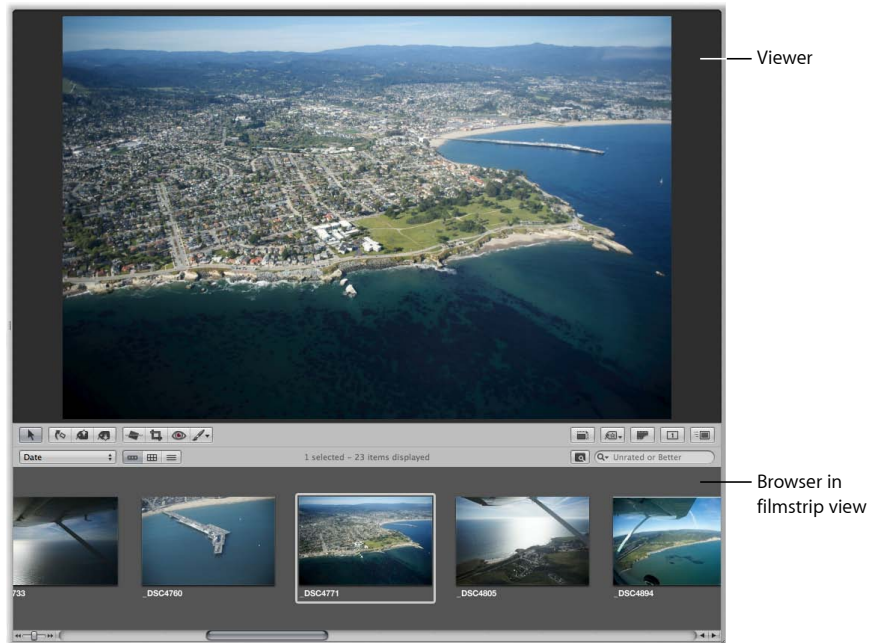 Viewer
Date
1 selected – 23 items displayed
Unrated or Better
Browser in
filmstrip view
733
_DSC4760
_DSC4771
_DSC4805
_DSC4894